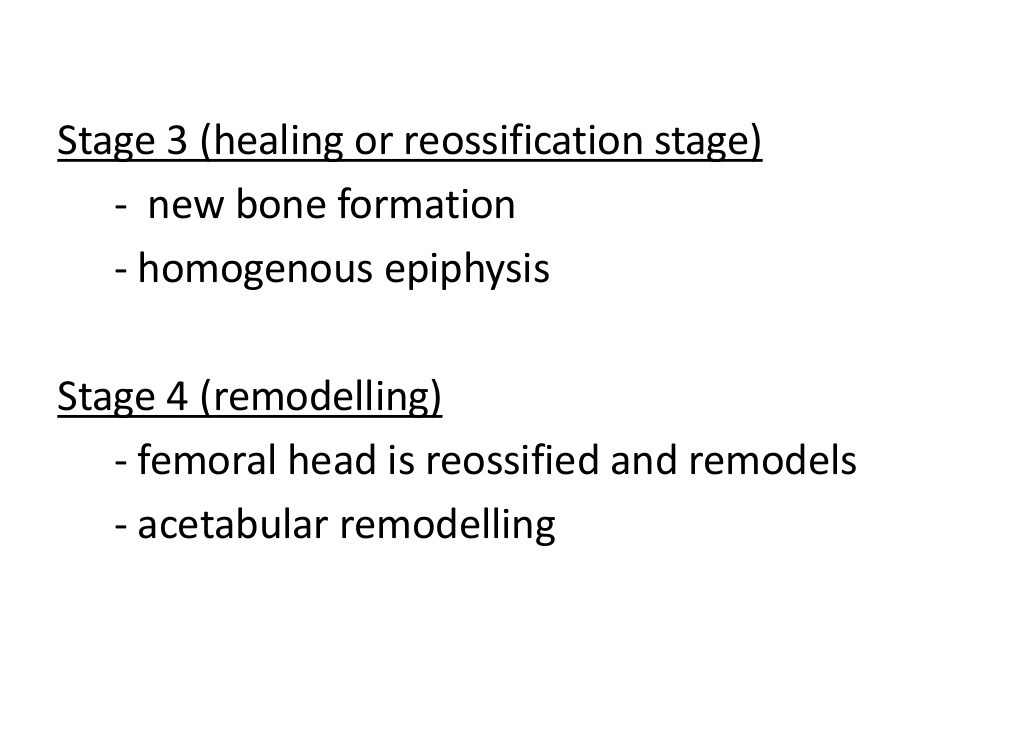 Stage 3 (healing or reossification stage)
-  new bone formation
- homogenous epiphysis
Stage 4 (remodelling)
- femoral head is reossified and remodels
- acetabular remodelling